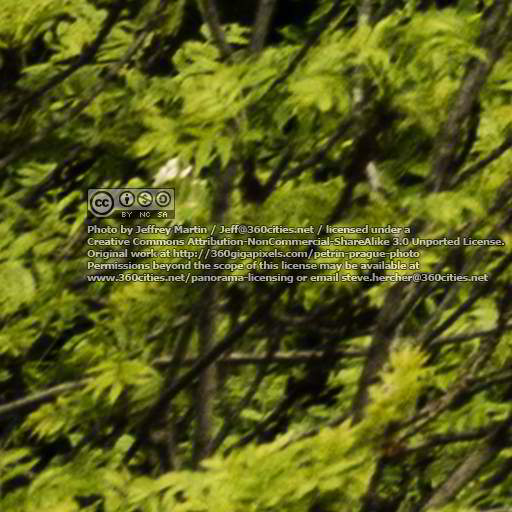 cc
BY NC SA
Photo by Jeffrey Martin / Jeff@360cities.net / licensed under a
Creative Commons Attribution-NonCommercial-ShareAlike 3.0 Unported License.
Original work at http://360gigapixels.com/petrin-prague-photo
Permissions beyond the scope of this license may be available at
www.360cities.net/panorama-licensing or email steve.hercher@360cities.net